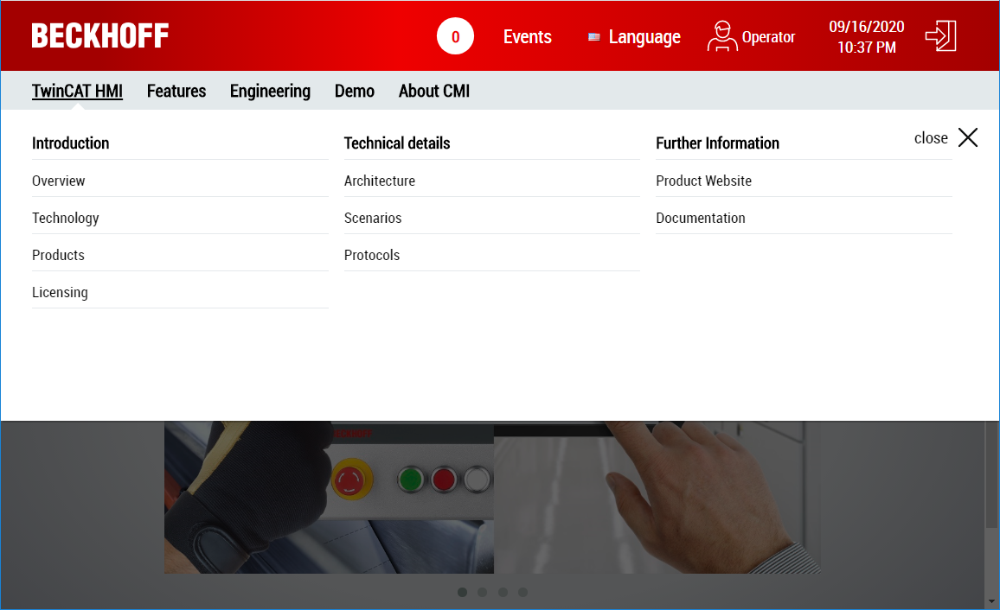 BECKHOFF
0
Events
Language
Operator
09/16/2020
10:37 PM
TwinCAT HMI
Features
Engineering
Demo
About CMI
close
Introduction
Overview
Technology
Products
Licensing
Technical details
Architecture
Scenarios
Protocols
Further Information
Product Website
Documentation
BECKHOFF